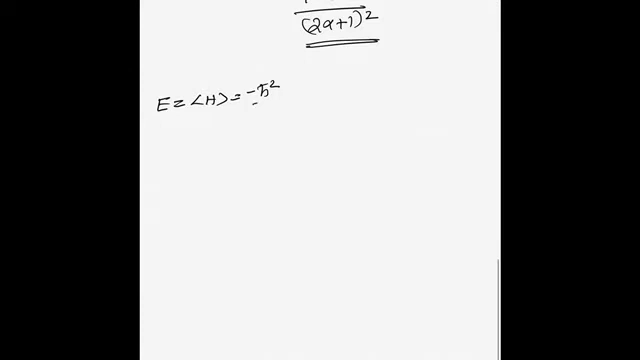 (2α+1)²
E = <H> = -ħ²